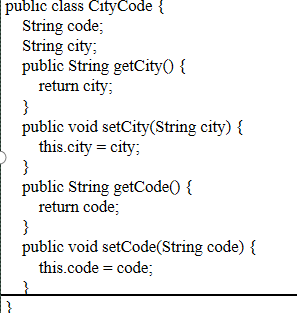 public class CityCode {
String code;
String city;
public String getCity() {
return city;
}
public void setCity(String city) {
this.city = city;
}
public String getCode() {
return code;
}
public void setCode(String code) {
this.code = code;
}
}